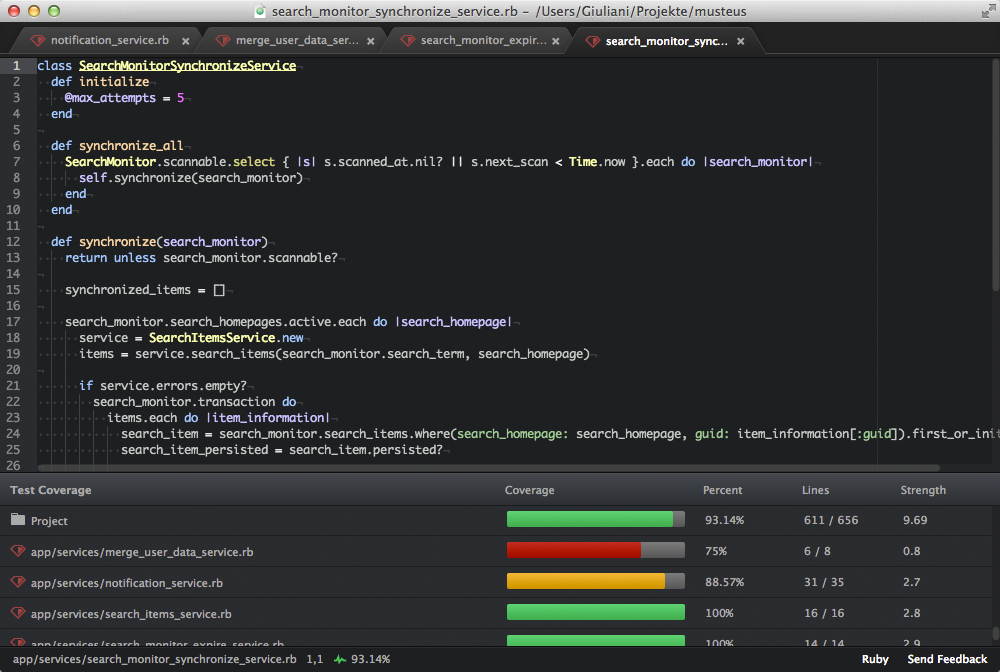 search_monitor_synchronize_service.rb – /Users/Giuliani/Projekte/musteus
notification_service.rb × merge_user_data_ser... × search_monitor_expir... × search_monitor_sync... ×
1 class SearchMonitorSynchronizeService
2 def initialize
3 @max_attempts = 5
4 end
5
6 def synchronize_all
7 SearchMonitor.scannable.select { |s| s.scanned_at.nil? || s.next_scan < Time.now }.each do |search_monitor|
8 self.synchronize(search_monitor)
9 end
10 end
11
12 def synchronize(search_monitor)
13 return unless search_monitor.scannable?
14
15 synchronized_items = []
16
17 search_monitor.search_homepages.active.each do |search_homepage|
18 service = SearchItemsService.new
19 items = service.search_items(search_monitor.search_term, search_homepage)
20
21 if service.errors.empty?
22 search_monitor.transaction do
23 items.each do |item_information|
24 search_item = search_monitor.search_items.where(search_homepage: search_homepage, guid: item_information[:guid]).first_or_init
25 search_item_persisted = search_item.persisted?
26
Test Coverage Coverage Percent Lines Strength
Project 93.14% 611 / 656 9.69
app/services/merge_user_data_service.rb 75% 6 / 8 0.8
app/services/notification_service.rb 88.57% 31 / 35 2.7
app/services/search_items_service.rb 100% 16 / 16 2.8
app/services/search_monitor_expire_service.rb 100% 14 / 14 2.9
app/services/search_monitor_synchronize_service.rb 1,1 93.14% Ruby Send Feedback